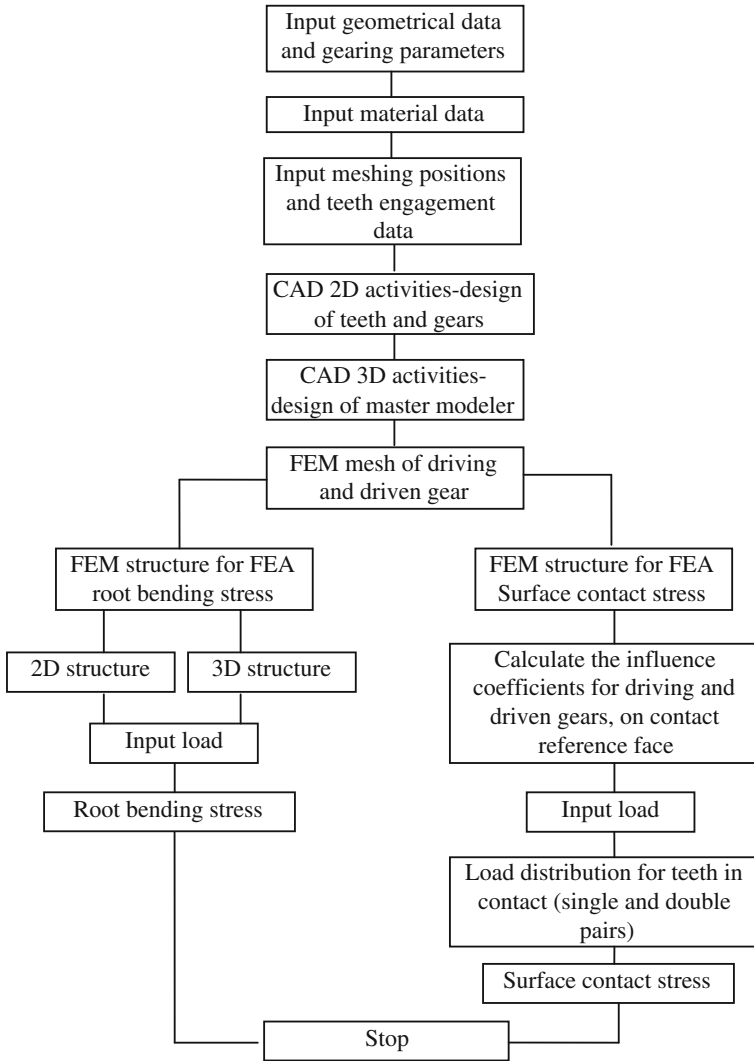 Input geometrical data
and gearing parameters
Input material data
Input meshing positions
and teeth engagement
data
CAD 2D activities-design
of teeth and gears
CAD 3D activities-
design of master modeler
FEM mesh of driving
and driven gear
FEM structure for FEA
root bending stress
2D structure
3D structure
Input load
Root bending stress
FEM structure for FEA
Surface contact stress
Calculate the influence
coefficients for driving and
driven gears, on contact
reference face
Input load
Load distribution for teeth in
contact (single and double
pairs)
Surface contact stress
Stop